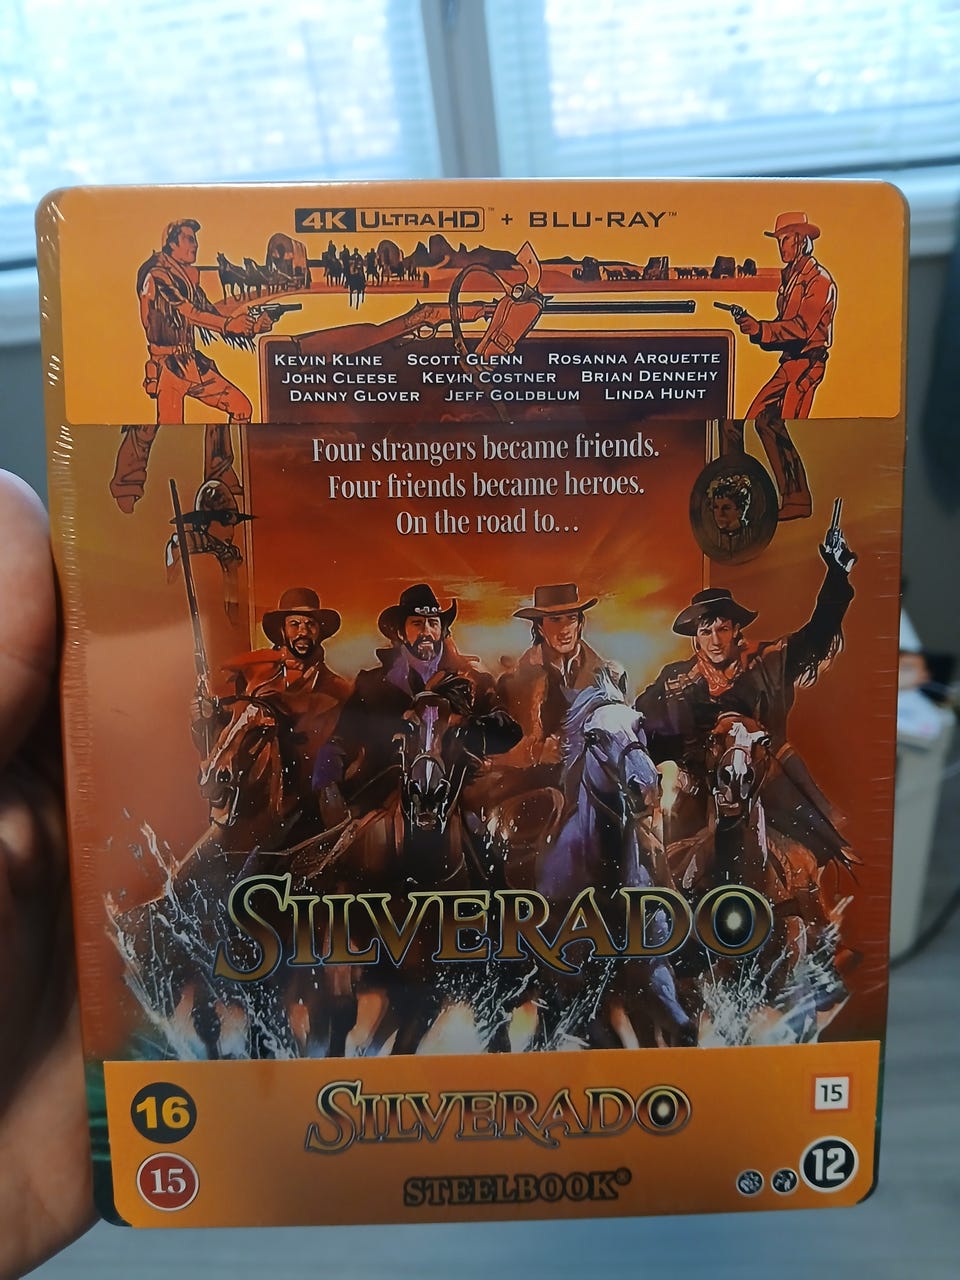 4K ULTRA HD™ + BLU-RAY™
KEVIN KLINE SCOTT GLENN ROSANNA ARQUETTE
JOHN CLEESE KEVIN COSTNER BRIAN DENNEHY
DANNY GLOVER JEFF GOLDBLUM LINDA HUNT
Four strangers became friends.
Four friends became heroes.
On the road to...
SILVERADO
16
SILVERADO
15
15
STEELBOOK®
12